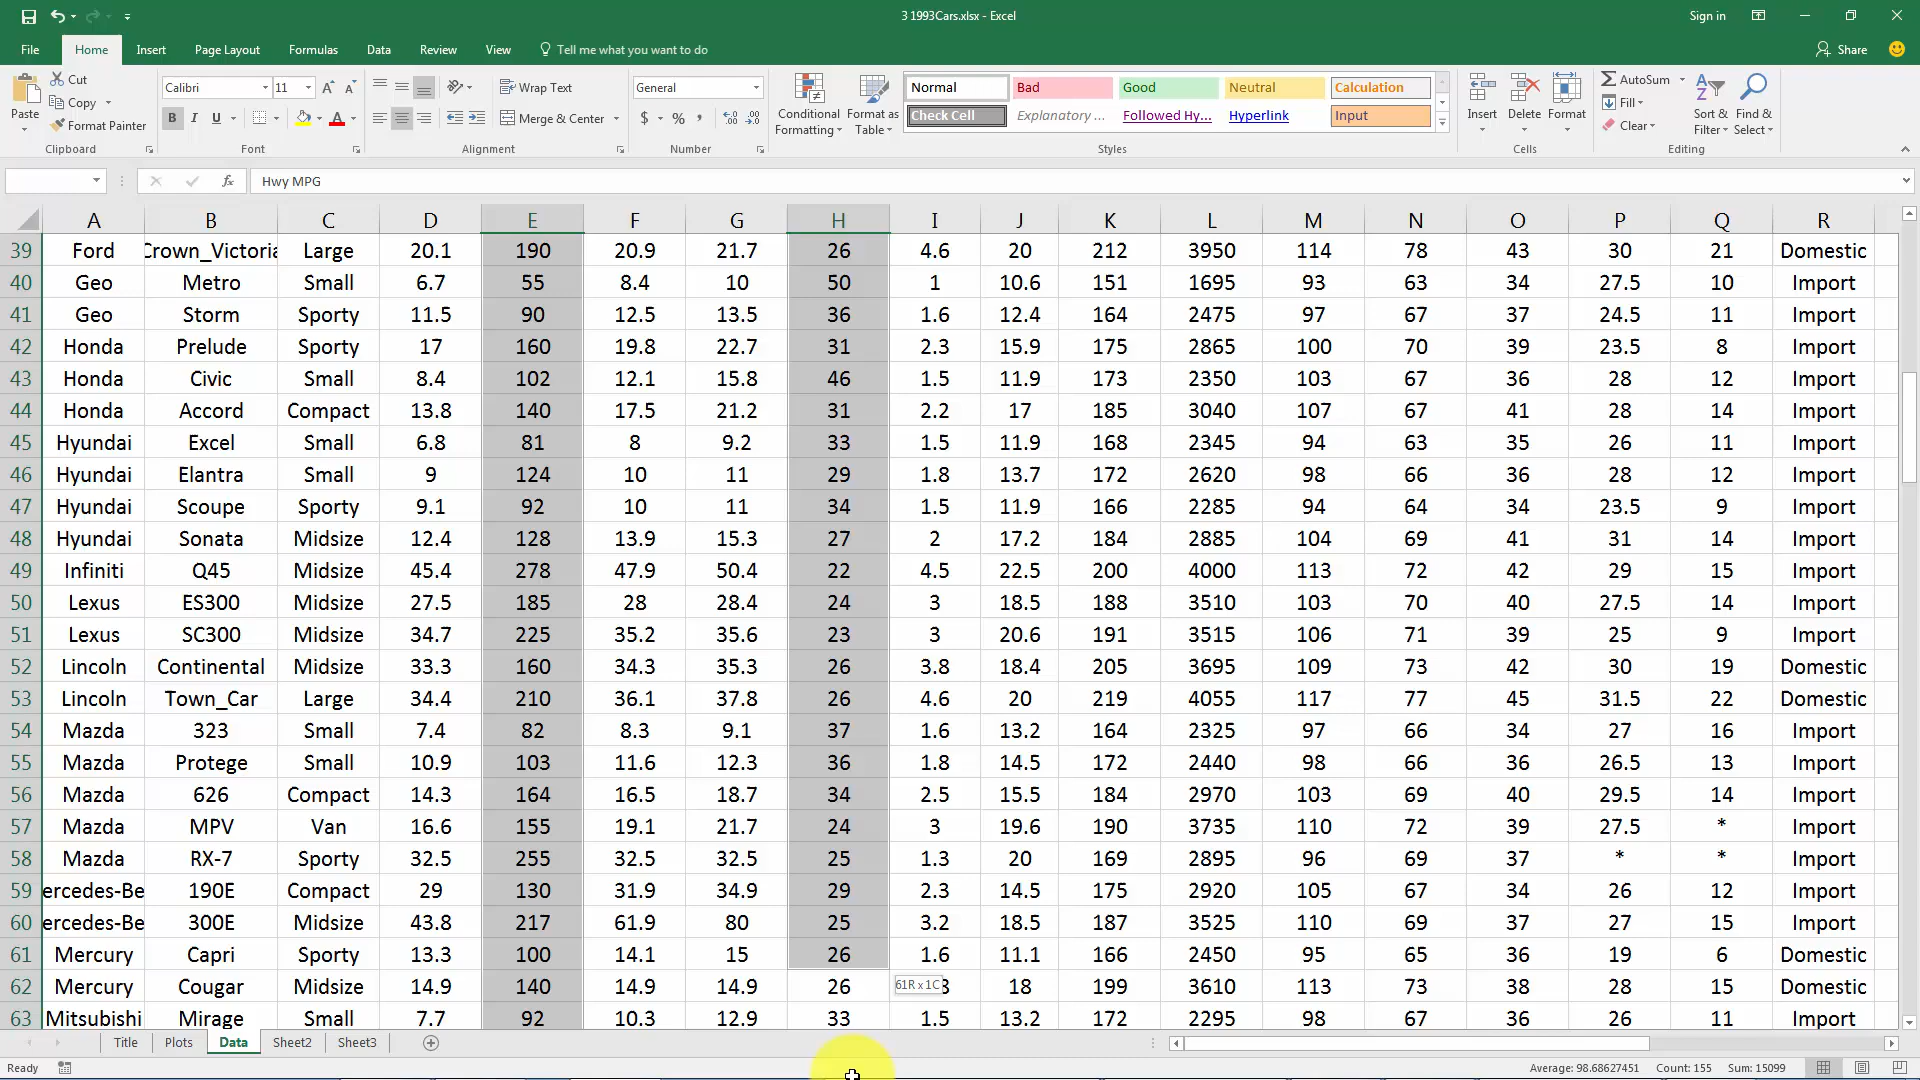 3 1993Cars.xlsx - Excel
Sign in
File Home Insert Page Layout Formulas Data Review View Tell me what you want to do Share
Paste Cut Copy Format Painter
Calibri 11 B I U
Wrap Text Merge & Center
General $ % ,
Conditional Formatting Format as Table
Normal Bad Good Neutral Calculation
Check Cell Explanatory ... Followed Hy... Hyperlink Input
Insert Delete Format
AutoSum Fill Clear Sort & Filter Find & Select
Clipboard Font Alignment Number Styles Cells Editing
fx Hwy MPG
A B C D E F G H I J K L M N O P Q R
39 Ford Crown_Victoria Large 20.1 190 20.9 21.7 26 4.6 20 212 3950 114 78 43 30 21 Domestic
40 Geo Metro Small 6.7 55 8.4 10 50 1 10.6 151 1695 93 63 34 27.5 10 Import
41 Geo Storm Sporty 11.5 90 12.5 13.5 36 1.6 12.4 164 2475 97 67 37 24.5 11 Import
42 Honda Prelude Sporty 17 160 19.8 22.7 31 2.3 15.9 175 2865 100 70 39 23.5 8 Import
43 Honda Civic Small 8.4 102 12.1 15.8 46 1.5 11.9 173 2350 103 67 36 28 12 Import
44 Honda Accord Compact 13.8 140 17.5 21.2 31 2.2 17 185 3040 107 67 41 28 14 Import
45 Hyundai Excel Small 6.8 81 8 9.2 33 1.5 11.9 168 2345 94 63 35 26 11 Import
46 Hyundai Elantra Small 9 124 10 11 29 1.8 13.7 172 2620 98 66 36 28 12 Import
47 Hyundai Scoupe Sporty 9.1 92 10 11 34 1.5 11.9 166 2285 94 64 34 23.5 9 Import
48 Hyundai Sonata Midsize 12.4 128 13.9 15.3 27 2 17.2 184 2885 104 69 41 31 14 Import
49 Infiniti Q45 Midsize 45.4 278 47.9 50.4 22 4.5 22.5 200 4000 113 72 42 29 15 Import
50 Lexus ES300 Midsize 27.5 185 28 28.4 24 3 18.5 188 3510 103 70 40 27.5 14 Import
51 Lexus SC300 Midsize 34.7 225 35.2 35.6 23 3 20.6 191 3515 106 71 39 25 9 Import
52 Lincoln Continental Midsize 33.3 160 34.3 35.3 26 3.8 18.4 205 3695 109 73 42 30 19 Domestic
53 Lincoln Town_Car Large 34.4 210 36.1 37.8 26 4.6 20 219 4055 117 77 45 31.5 22 Domestic
54 Mazda 323 Small 7.4 82 8.3 9.1 37 1.6 13.2 164 2325 97 66 34 27 16 Import
55 Mazda Protege Small 10.9 103 11.6 12.3 36 1.8 14.5 172 2440 98 66 36 26.5 13 Import
56 Mazda 626 Compact 14.3 164 16.5 18.7 34 2.5 15.5 184 2970 103 69 40 29.5 14 Import
57 Mazda MPV Van 16.6 155 19.1 21.7 24 3 19.6 190 3735 110 72 39 27.5 * Import
58 Mazda RX-7 Sporty 32.5 255 32.5 32.5 25 1.3 20 169 2895 96 69 37 * * Import
59 ercedes-Be 190E Compact 29 130 31.9 34.9 29 2.3 14.5 175 2920 105 67 34 26 12 Import
60 ercedes-Be 300E Midsize 43.8 217 61.9 80 25 3.2 18.5 187 3525 110 69 37 27 15 Import
61 Mercury Capri Sporty 13.3 100 14.1 15 26 1.6 11.1 166 2450 95 65 36 19 6 Domestic
62 Mercury Cougar Midsize 14.9 140 14.9 14.9 26 61R x 1C 8 18 199 3610 113 73 38 28 15 Domestic
63 Mitsubishi Mirage Small 7.7 92 10.3 12.9 33 1.5 13.2 172 2295 98 67 36 26 11 Import
Title Plots Data Sheet2 Sheet3
Ready Average: 98.68627451 Count: 155 Sum: 15099